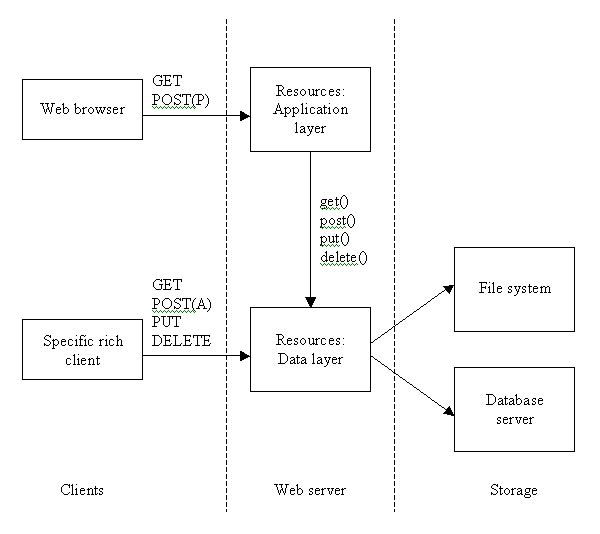 GET
POST(P)
Web browser
Resources:
Application
layer
get()
post()
put()
delete()
GET
POST(A)
PUT
DELETE
Specific rich
client
Resources:
Data layer
File system
Database
server
Clients
Web server
Storage